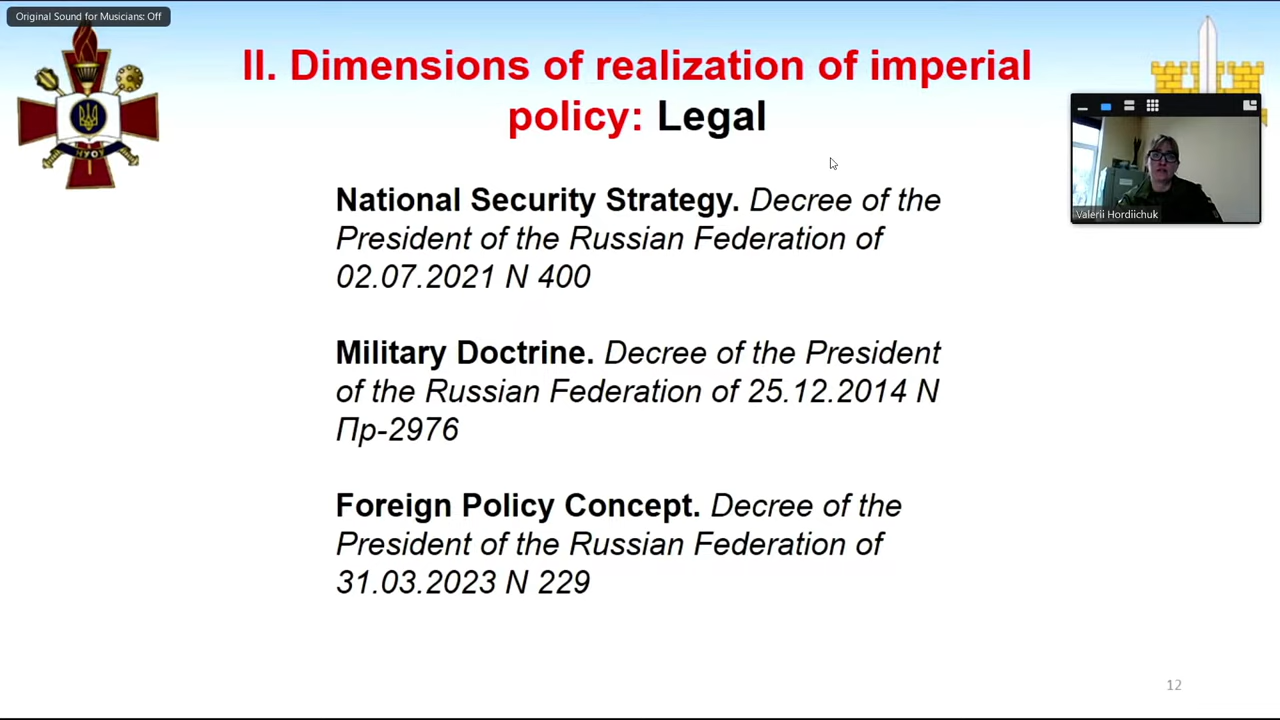 Original Sound for Musicians: Off
II. Dimensions of realization of imperial
policy: Legal
Valerii Hordiichuk
National Security Strategy. Decree of the
President of the Russian Federation of
02.07.2021 N 400
Military Doctrine. Decree of the President
of the Russian Federation of 25.12.2014 N
Пр-2976
Foreign Policy Concept. Decree of the
President of the Russian Federation of
31.03.2023 N 229
12
НУОУ